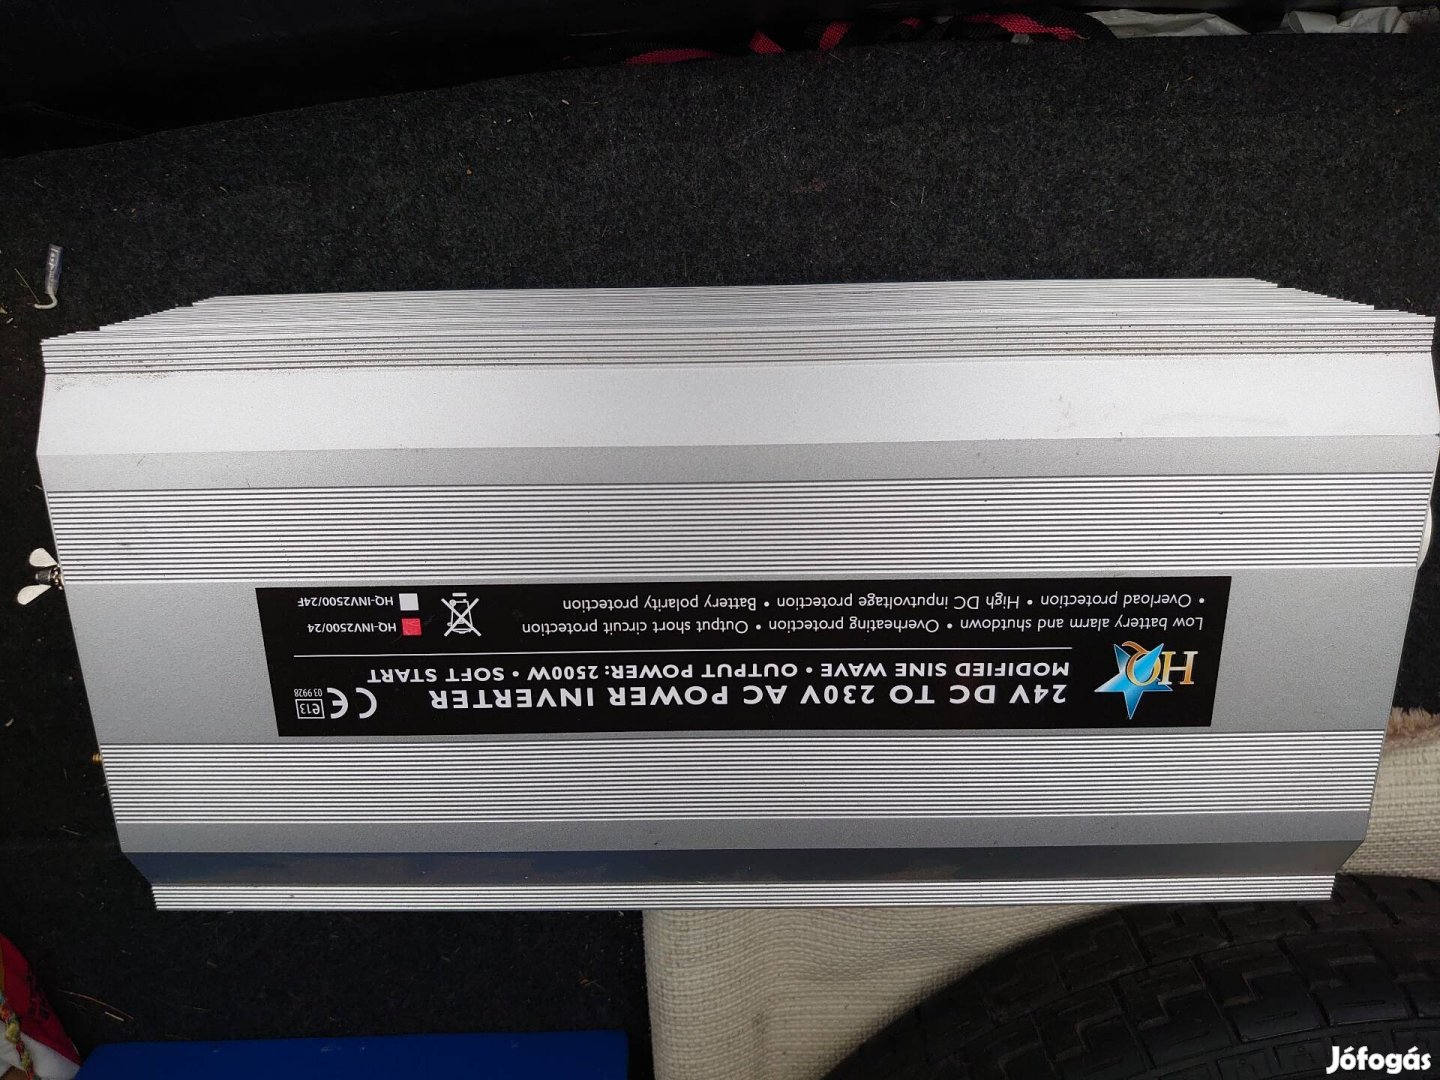 HQ
24V DC TO 230V AC POWER INVERTER
MODIFIED SINE WAVE • OUTPUT POWER: 2500W • SOFT START
CE
e13
03 9928
Low battery alarm and shutdown • Overheating protection • Output short circuit protection
• Overload protection • High DC inputvoltage protection • Battery polarity protection
HQ-INV2500/24
HQ-INV2500/24F
Jófogás